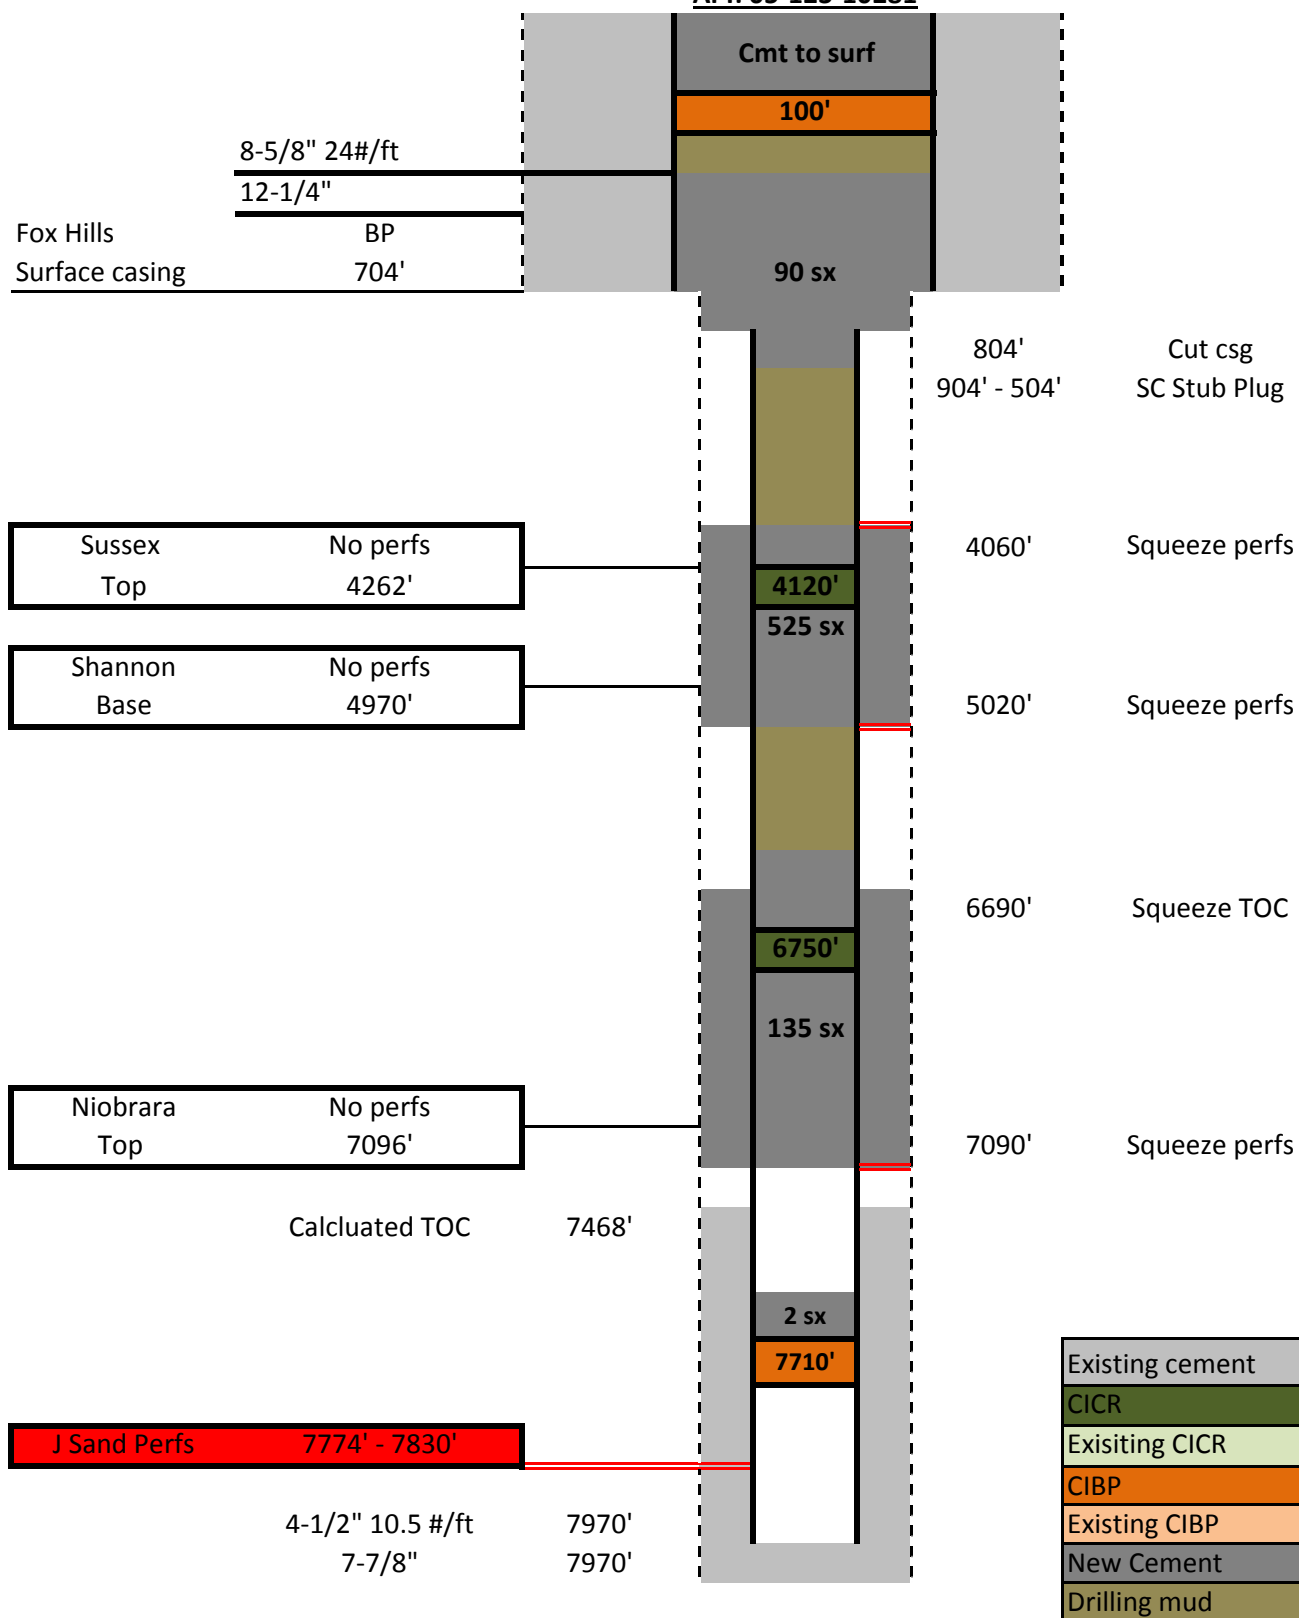 Cmt to surf
100'
8-5/8" 24#/ft
12-1/4"
Fox Hills BP
Surface casing 704'
90 sx
804' Cut csg
904' - 504' SC Stub Plug
Sussex No perfs
4060' Squeeze perfs
Top 4262'
4120'
525 sx
Shannon No perfs
Base 4970'
5020' Squeeze perfs
6690' Squeeze TOC
6750'
135 sx
Niobrara No perfs
Top 7096'
7090' Squeeze perfs
Calcluated TOC 7468'
2 sx
7710'
J Sand Perfs 7774' - 7830'
4-1/2" 10.5 #/ft 7970'
7-7/8" 7970'
Existing cement
CICR
Exisiting CICR
CIBP
Existing CIBP
New Cement
Drilling mud